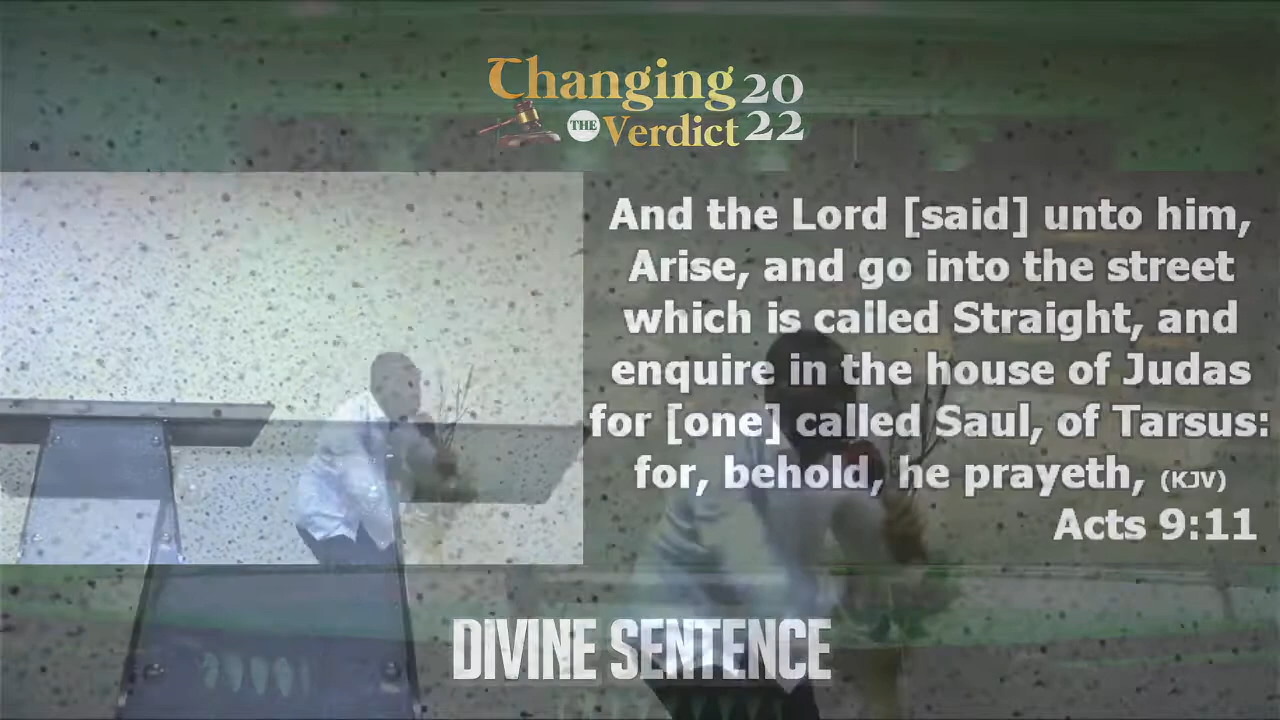 Changing 20
THE Verdict 22
And the Lord [said] unto him,
Arise, and go into the street
which is called Straight, and
enquire in the house of Judas
for [one] called Saul, of Tarsus:
for, behold, he prayeth, (KJV)
Acts 9:11
DIVINE SENTENCE